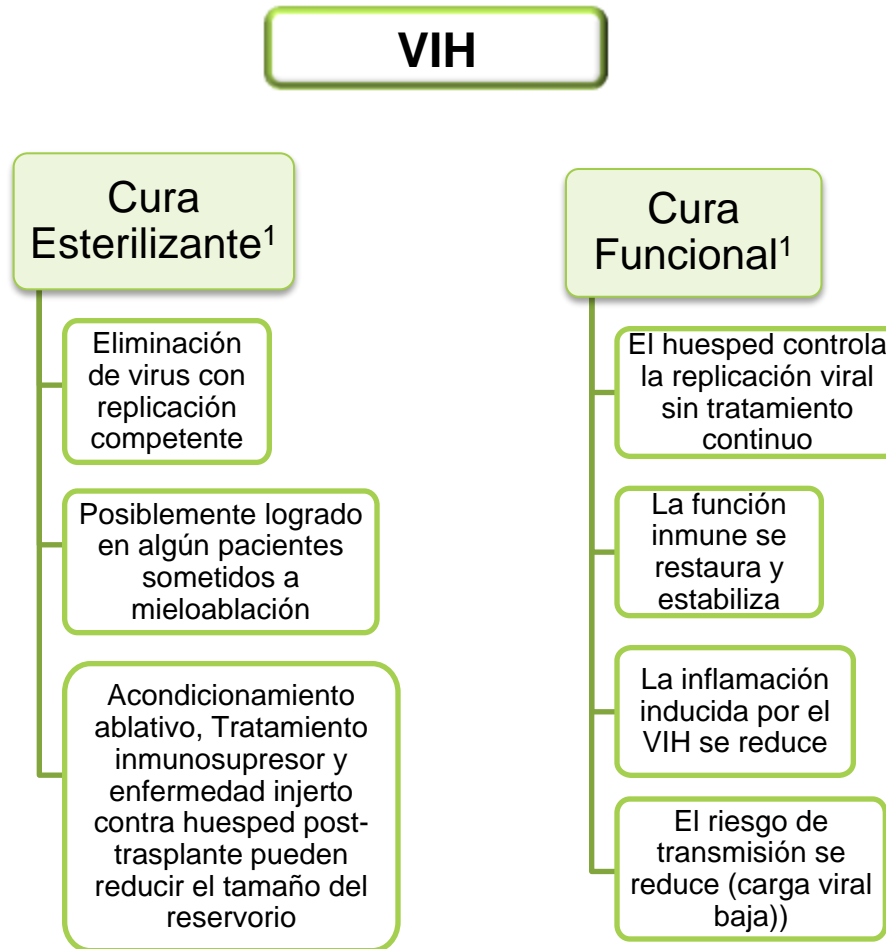 VIH
Cura
Esterilizante¹
Eliminación
de virus con
replicación
competente
Posiblemente logrado
en algún pacientes
sometidos a
mieloablación
Acondicionamiento
ablativo, Tratamiento
inmunosupresor y
enfermedad injerto
contra huesped post-
trasplante pueden
reducir el tamaño del
reservorio
Cura
Funcional¹
El huesped controla
la replicación viral
sin tratamiento
continuo
La función
inmune se
restaura y
estabiliza
La inflamación
inducida por el
VIH se reduce
El riesgo de
transmisión se
reduce (carga viral
baja))